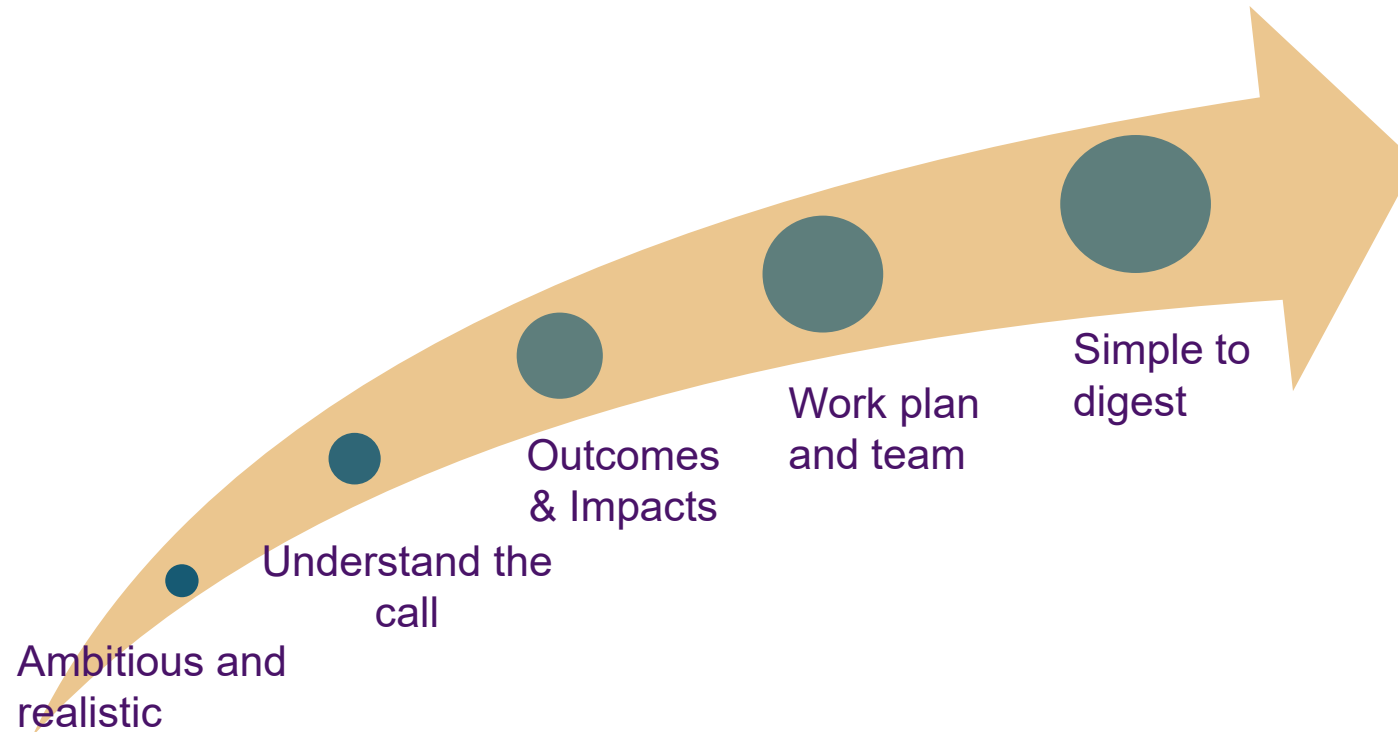 Ambitious and
realistic
Understand the
call
Outcomes
& Impacts
Work plan
and team
Simple to
digest